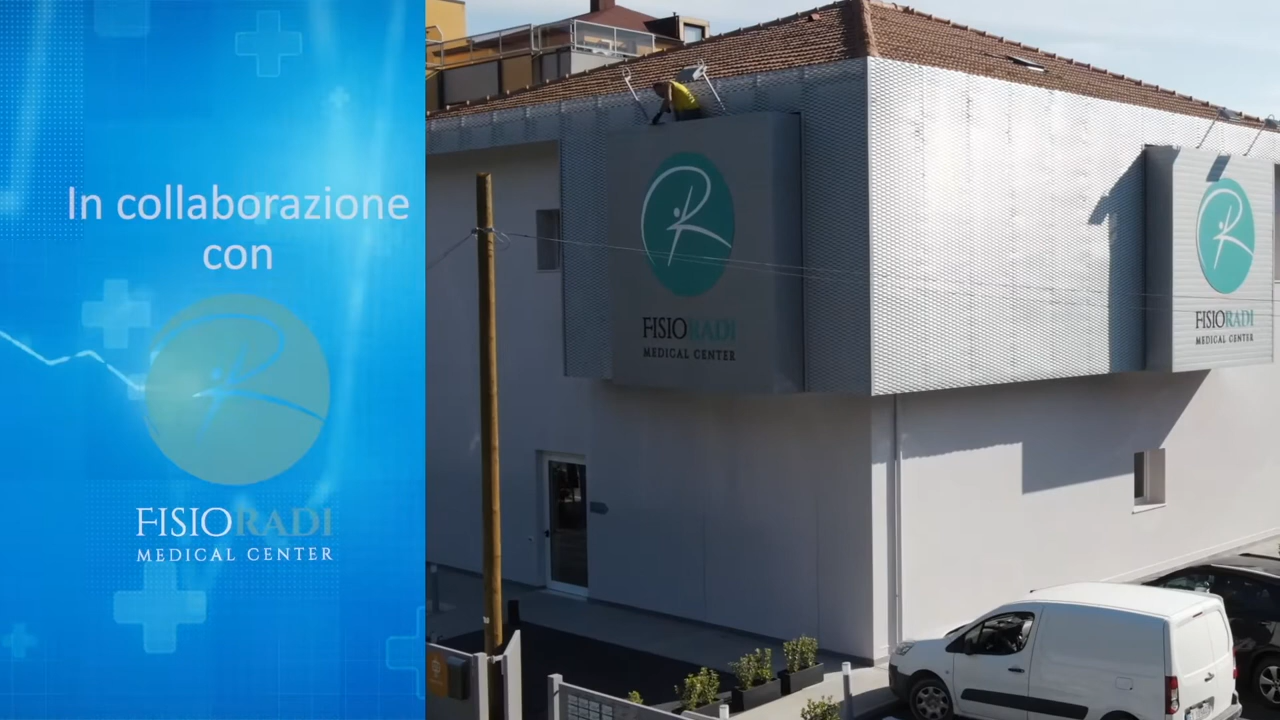 In collaborazione
con
FISIORADI
MEDICAL CENTER
FISIORADI
MEDICAL CENTER
FISIORADI
MEDICAL CENTER